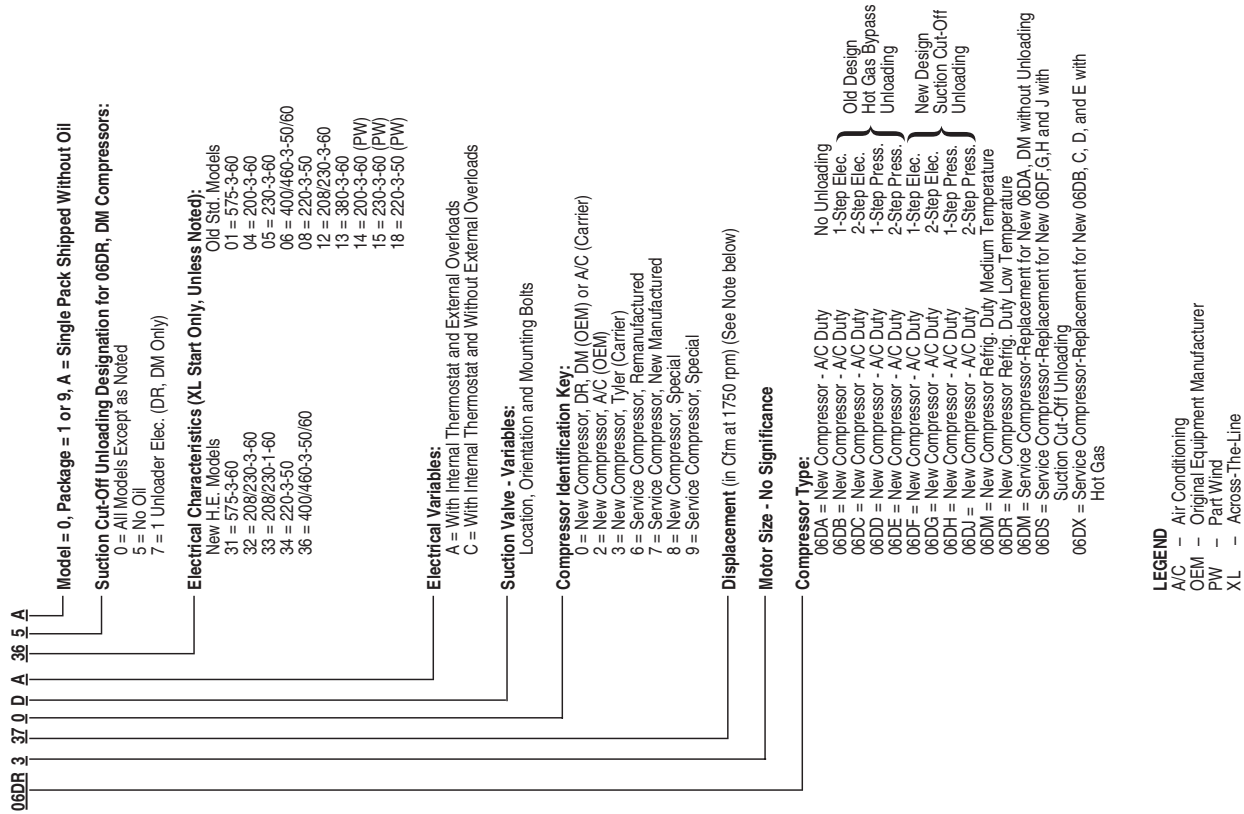 06DR 3 37 0 D A 36 5 A
Model = 0, Package = 1 or 9, A = Single Pack Shipped Without Oil
Suction Cut-Off Unloading Designation for 06DR, DM Compressors:
0 = All Models Except as Noted
5 = No Oil
7 = 1 Unloader Elec. (DR, DM Only)
Electrical Characteristics (XL Start Only, Unless Noted):
New H.E. Models
31 = 575-3-60
32 = 208/230-3-60
33 = 208/230-1-60
34 = 220-3-50
36 = 400/460-3-50/60
Old Std. Models
01 = 575-3-60
04 = 200-3-60
05 = 230-3-60
06 = 400/460-3-50/60
08 = 220-3-50
12 = 208/230-3-60
13 = 380-3-60
14 = 200-3-60 (PW)
15 = 230-3-60 (PW)
18 = 220-3-50 (PW)
Electrical Variables:
A = With Internal Thermostat and External Overloads
C = With Internal Thermostat and Without External Overloads
Suction Valve - Variables:
Location, Orientation and Mounting Bolts
Compressor Identification Key:
0 = New Compressor, DR, DM (OEM) or A/C (Carrier)
2 = New Compressor, A/C (OEM)
3 = New Compressor, Tyler (Carrier)
6 = Service Compressor, Remanufactured
7 = Service Compressor, New Manufactured
8 = New Compressor, Special
9 = Service Compressor, Special
Displacement (in Cfm at 1750 rpm) (See Note below)
Motor Size - No Significance
Compressor Type:
06DA = New Compressor - A/C Duty No Unloading
06DB = New Compressor - A/C Duty 1-Step Elec.
06DC = New Compressor - A/C Duty 2-Step Elec.
06DD = New Compressor - A/C Duty 1-Step Press.
06DE = New Compressor - A/C Duty 2-Step Press.
Old Design
Hot Gas Bypass
Unloading
06DF = New Compressor - A/C Duty 1-Step Elec.
06DG = New Compressor - A/C Duty 2-Step Elec.
06DH = New Compressor - A/C Duty 1-Step Press.
06DJ = New Compressor - A/C Duty 2-Step Press.
New Design
Suction Cut-Off
Unloading
06DM = New Compressor Refrig. Duty Medium Temperature
06DR = New Compressor Refrig. Duty Low Temperature
06DM = Service Compressor-Replacement for New 06DA, DM without Unloading
06DS = Service Compressor-Replacement for New 06DF,G,H and J with
Suction Cut-Off Unloading
06DX = Service Compressor-Replacement for New 06DB, C, D, and E with
Hot Gas
LEGEND
A/C – Air Conditioning
OEM – Original Equipment Manufacturer
PW – Part Wind
XL – Across-The-Line